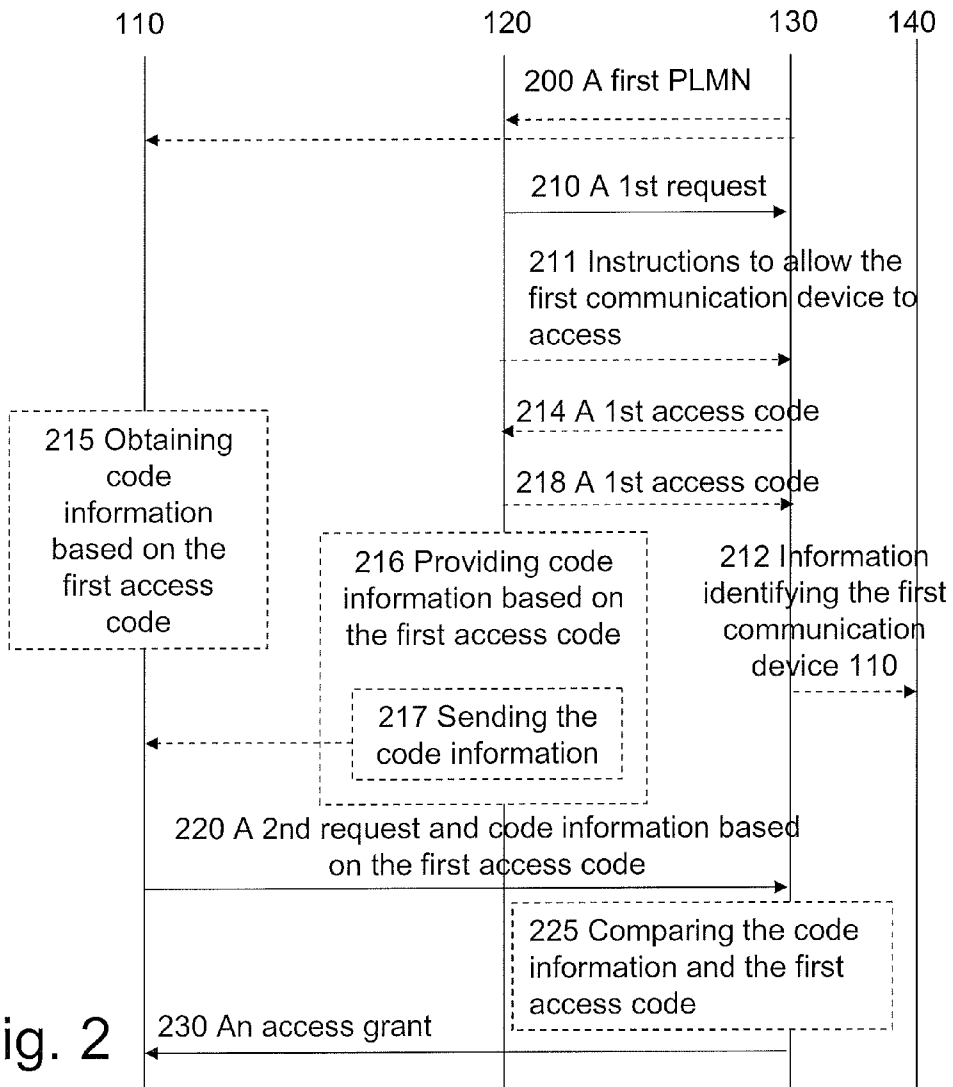 110
120
130
140
200 A first PLMN
210 A 1st request
211 Instructions to allow the
first communication device to
access
214 A 1st access code
215 Obtaining
code
information
based on the
first access
code
218 A 1st access code
216 Providing code
information based on
the first access code
212 Information
identifying the first
communication
device 110
217 Sending the
code information
220 A 2nd request and code information based
on the first access code
225 Comparing the code
information and the first
access code
230 An access grant
ig. 2